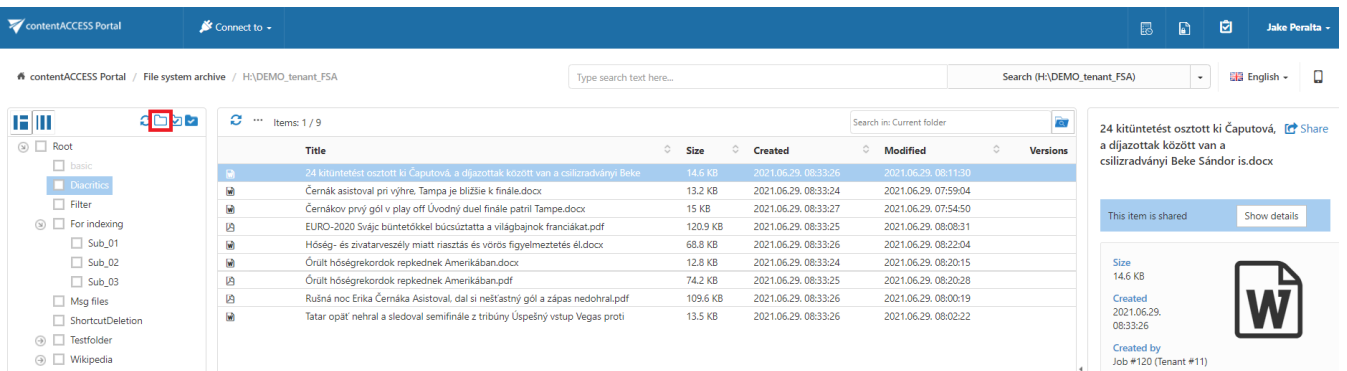 contentACCESS Portal Connect to Jake Peralta
contentACCESS Portal / File system archive / H:\DEMO_tenant_FSA Type search text here... Search (H:\DEMO_tenant_FSA) English
Items: 1 / 9 Search in: Current folder
Root
basic
Diacritics
Filter
For indexing
Sub_01
Sub_02
Sub_03
Msg files
ShortcutDeletion
Testfolder
Wikipedia
Title Size Created Modified Versions
24 kitüntetést osztott ki Čaputová, a díjazottak között van a csilizradványi Beke 14.6 KB 2021.06.29. 08:33:26 2021.06.29. 08:11:30
Černák asistoval pri výhre, Tampa je bližšie k finále.docx 13.2 KB 2021.06.29. 08:33:24 2021.06.29. 07:59:04
Černákov prvý gól v play off Úvodný duel finále patril Tampe.docx 15 KB 2021.06.29. 08:33:27 2021.06.29. 07:54:50
EURO-2020 Svájc büntetőkkel búcsúztatta a világbajnok franciákat.pdf 120.9 KB 2021.06.29. 08:33:25 2021.06.29. 08:08:31
Hőség- és zivatarveszély miatt riasztás és vörös figyelmeztetés él.docx 68.8 KB 2021.06.29. 08:33:26 2021.06.29. 08:22:04
Őrült hőségrekordok repkednek Amerikában.docx 12.8 KB 2021.06.29. 08:33:24 2021.06.29. 08:20:15
Őrült hőségrekordok repkednek Amerikában.pdf 74.2 KB 2021.06.29. 08:33:25 2021.06.29. 08:20:28
Rušná noc Erika Černáka Asistoval, dal si nešťastný gól a zápas nedohral.pdf 109.6 KB 2021.06.29. 08:33:26 2021.06.29. 08:00:19
Tatar opäť nehral a sledoval semifinále z tribúny Úspešný vstup Vegas proti 13.5 KB 2021.06.29. 08:33:26 2021.06.29. 08:02:22
24 kitüntetést osztott ki Čaputová, Share
a díjazottak között van a
csilizradványi Beke Sándor is.docx
This item is shared Show details
Size
14.6 KB
Created
2021.06.29.
08:33:26
Created by
Job #120 (Tenant #11)
W